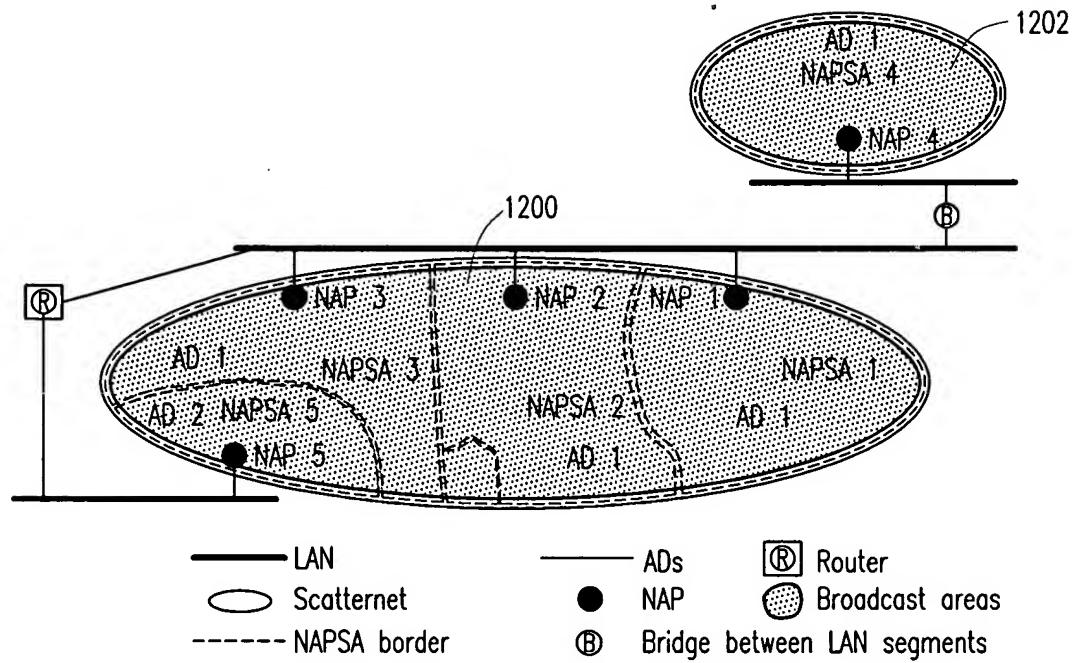 1202
AD 1
NAPSA 4
NAP 4
B
1200
R
NAP 3
NAP 2
NAP 1
AD 1
NAPSA 3
NAPSA 1
AD 2
NAPSA 5
NAPSA 2
AD 1
NAP 5
AD 1
LAN
ADs
R Router
Scatternet
NAP
Broadcast areas
NAPSA border
B Bridge between LAN segments